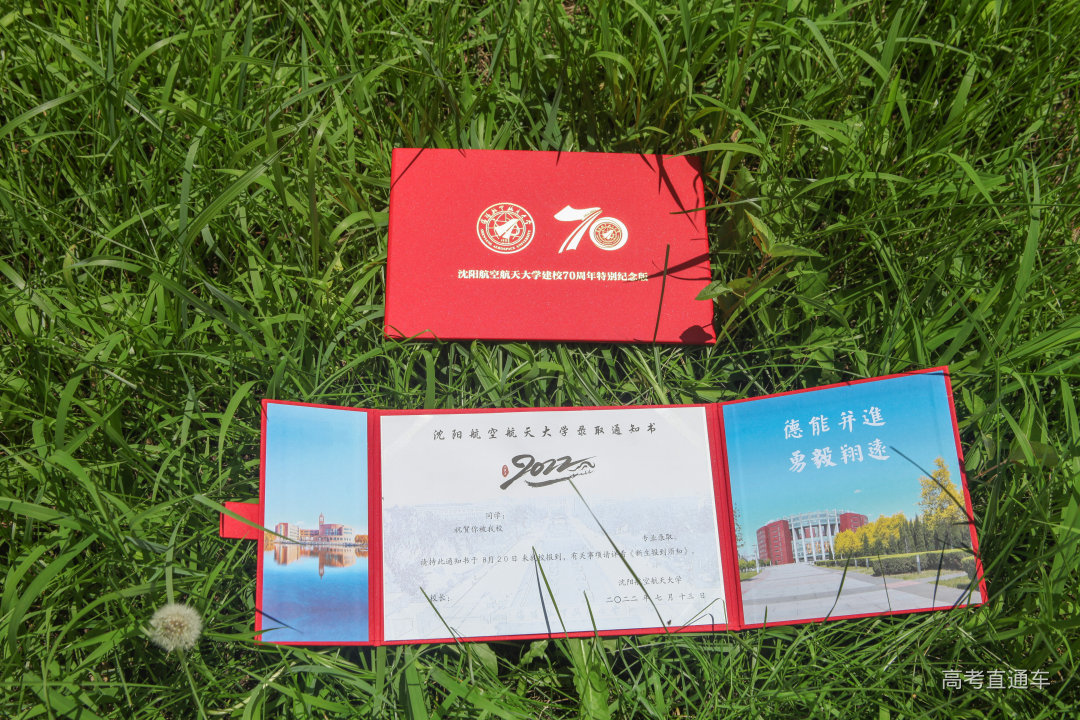 沈阳航空航天大学建校70周年特别纪念版
沈阳航空航天大学录取通知书
2022
同学：
祝贺你被我校
专业录取。
请持此通知书于8月20日来我校报到，有关事项请详看《新生报到须知》。
沈阳航空航天大学
校长：
二〇二二年七月十三日
德能并進
勇毅翔遠
高考直通车